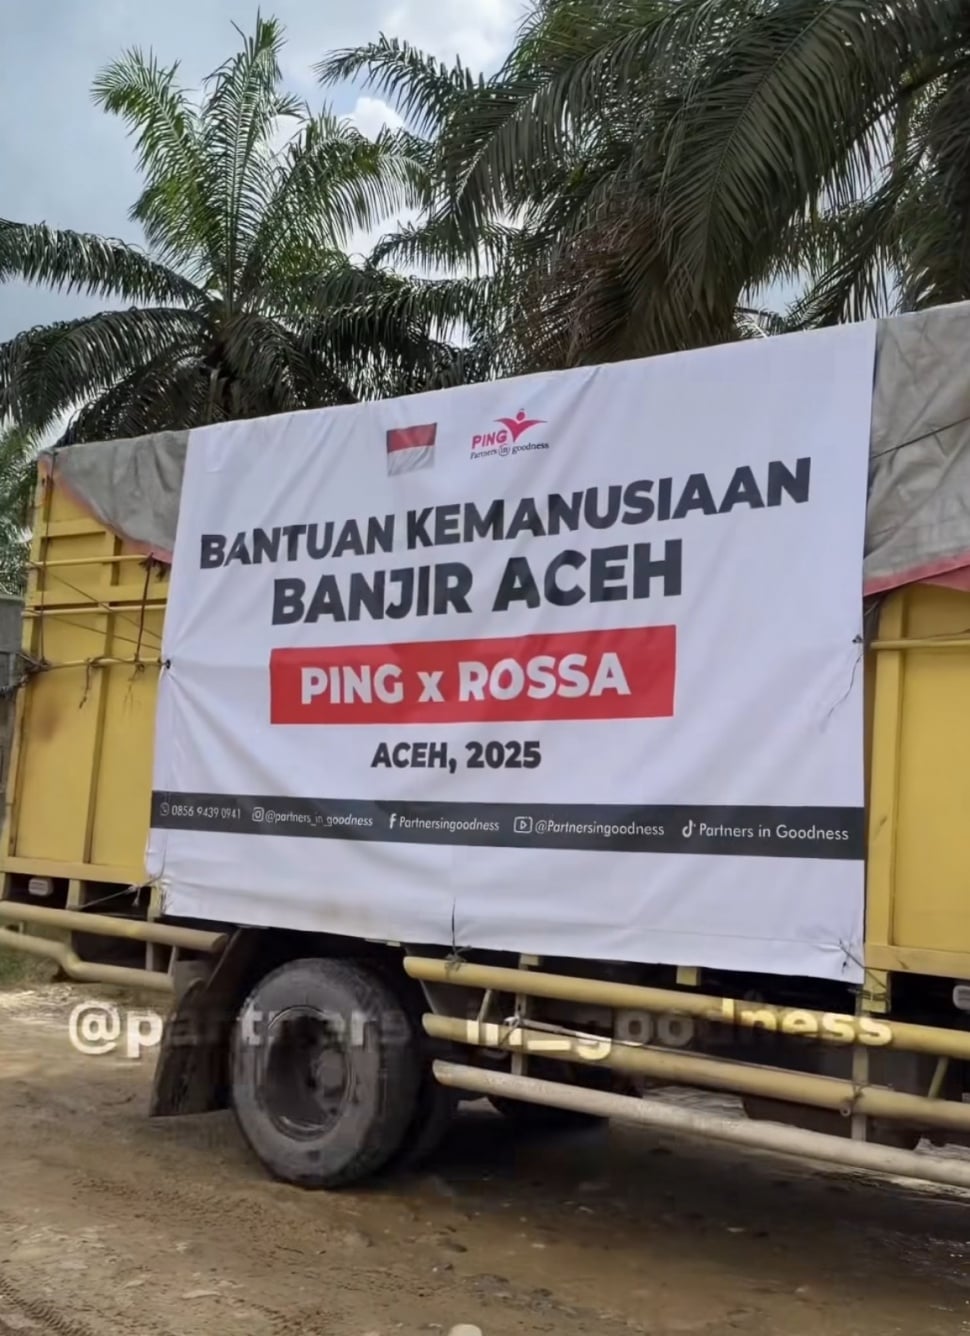 PING
Partners in goodness
BANTUAN KEMANUSIAAN
BANJIR ACEH
PING x ROSSA
ACEH, 2025
0856 9439 0941 @partners_in_goodness Partnersingoodness @Partnersingoodness Partners in Goodness
@partners_in_goodness